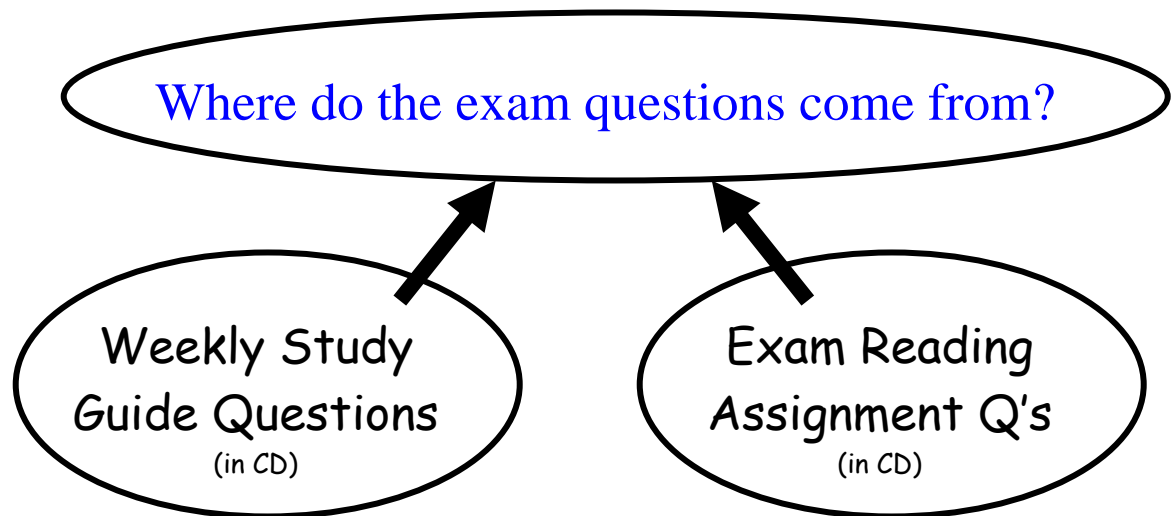 Where do the exam questions come from?
Weekly Study
Guide Questions
(in CD)
Exam Reading
Assignment Q's
(in CD)